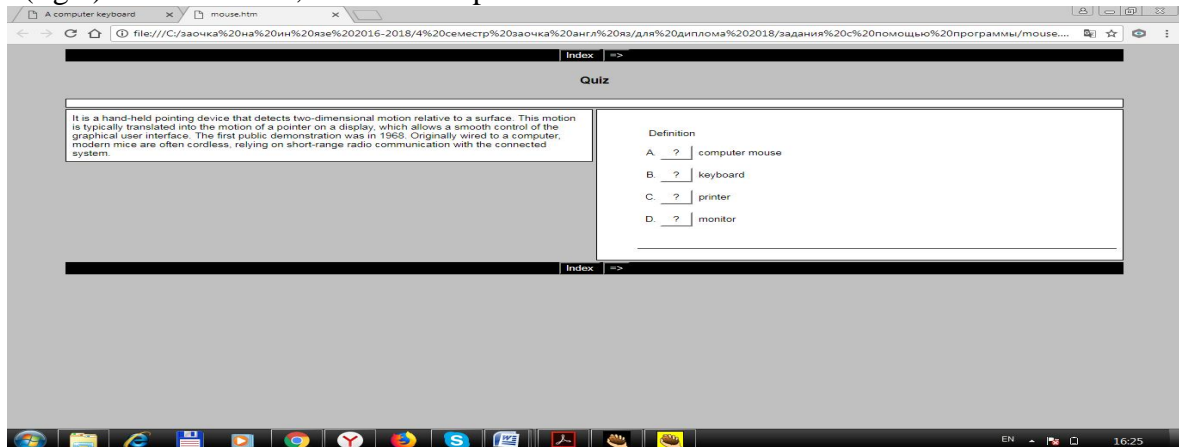 A computer keyboard
mouse.htm
file:///C:/заочка%20на%20ин%20язе%202016-2018/4%20семестр%20заочка%20англ%20яз/для%20диплома%202018/задания%20с%20помощью%20программы/mouse....
Index =>
Quiz
It is a hand-held pointing device that detects two-dimensional motion relative to a surface. This motion
is typically translated into the motion of a pointer on a display, which allows a smooth control of the
graphical user interface. The first public demonstration was in 1968. Originally wired to a computer,
modern mice are often cordless, relying on short-range radio communication with the connected
system.
Definition
A. ? computer mouse
B. ? keyboard
C. ? printer
D. ? monitor
Index =>
EN 16:25